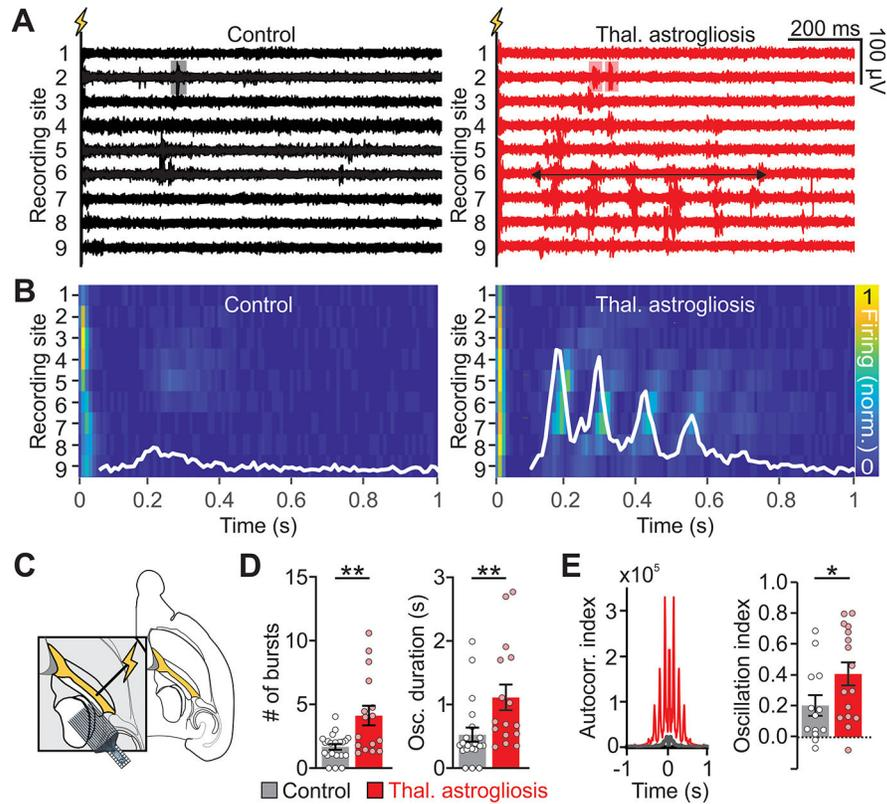 A
Control
Thal. astrogliosis
200 ms
100 µV
Recording site
1
2
3
4
5
6
7
8
9
Recording site
1
2
3
4
5
6
7
8
9
B
Control
Thal. astrogliosis
Recording site
1
2
3
4
5
6
7
8
9
0 0.2 0.4 0.6 0.8 1
Time (s)
Recording site
1
2
3
4
5
6
7
8
9
0 0.2 0.4 0.6 0.8 1
Time (s)
1
Firing (norm.)
0
C
D
# of bursts
15
10
5
0
**
Osc. duration (s)
3
2
1
0
**
Control Thal. astrogliosis
E
x10⁵
Autocorr. index
3
2
1
0
-1 0 1
Time (s)
Oscillation index
1.0
0.8
0.6
0.4
0.2
0.0
*